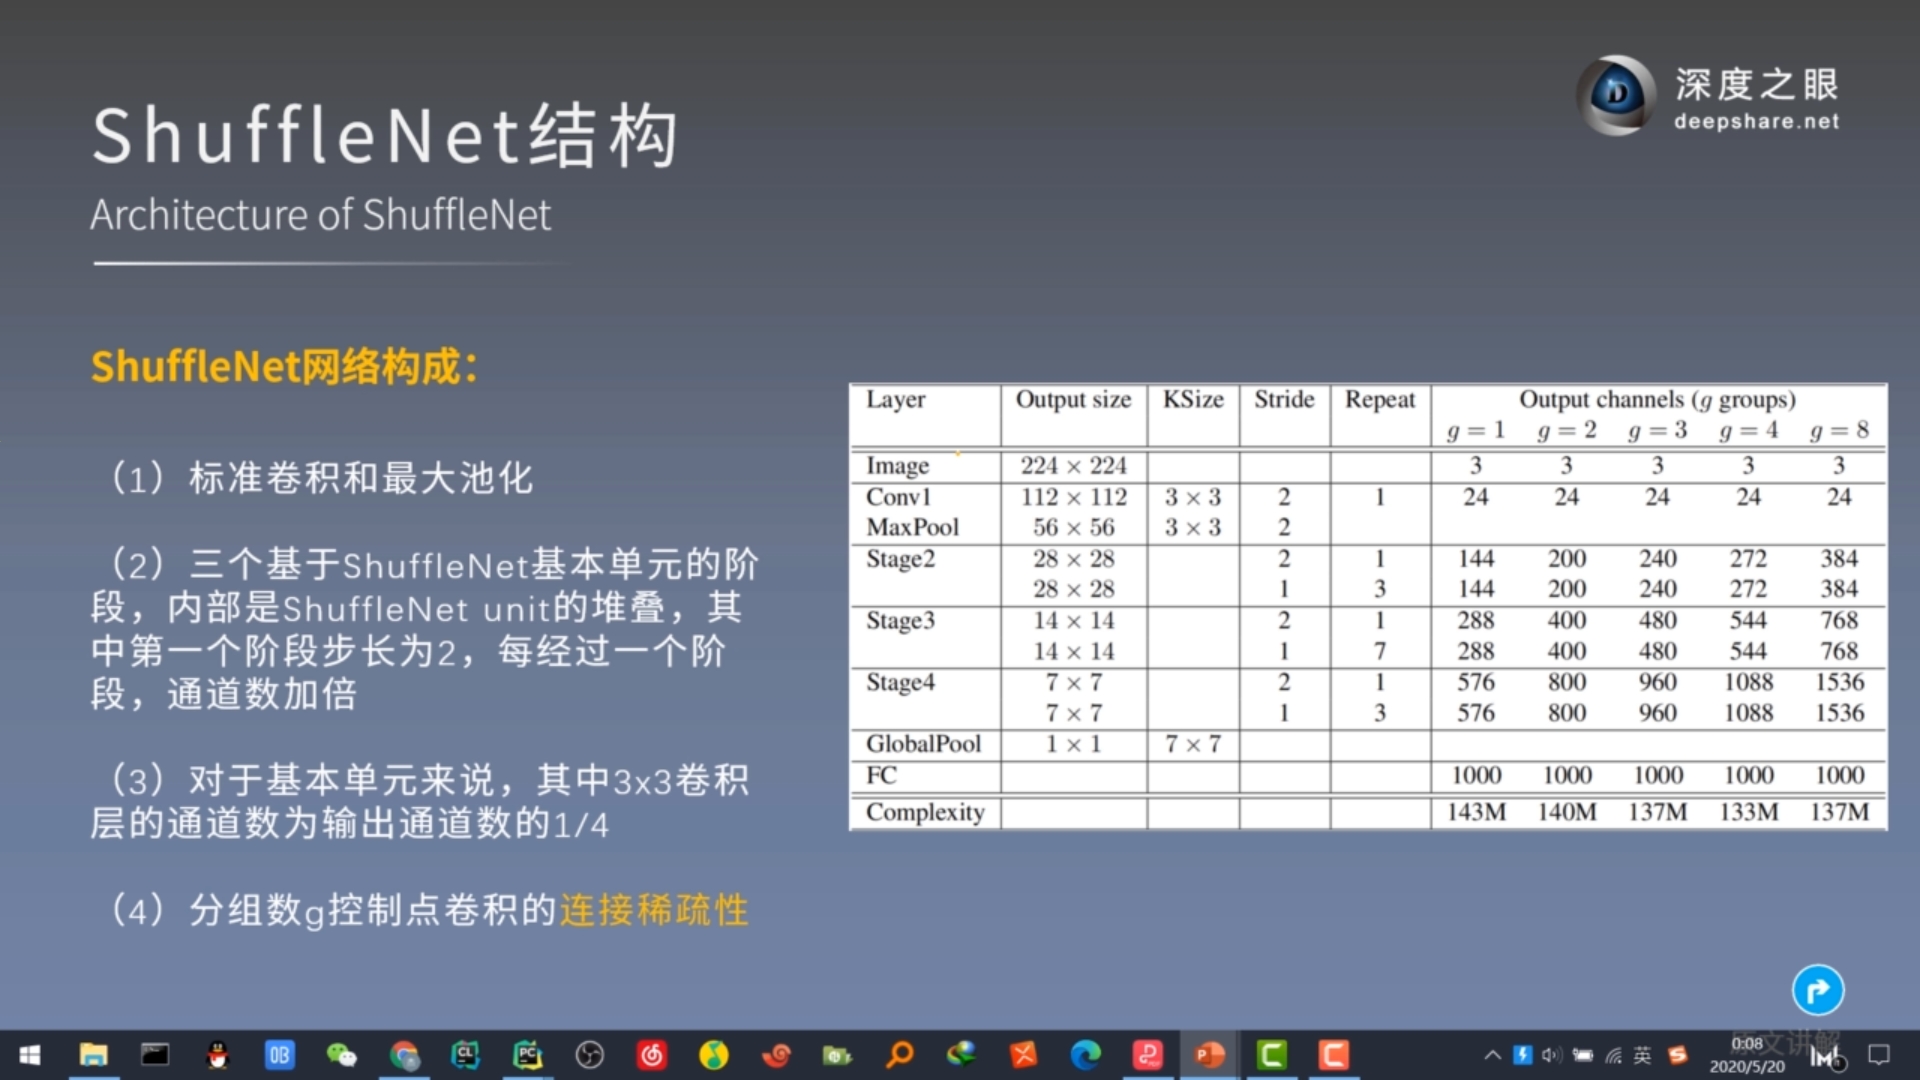 深度之眼
deepshare.net
ShuffleNet结构
Architecture of ShuffleNet
ShuffleNet网络构成：
（1）标准卷积和最大池化
（2）三个基于ShuffleNet基本单元的阶
段，内部是ShuffleNet unit的堆叠，其
中第一个阶段步长为2，每经过一个阶
段，通道数加倍
（3）对于基本单元来说，其中3x3卷积
层的通道数为输出通道数的1/4
（4）分组数g控制点卷积的连接稀疏性
Layer Output size KSize Stride Repeat Output channels (g groups)
g = 1 g = 2 g = 3 g = 4 g = 8
Image 224 × 224 3 3 3 3 3
Conv1 112 × 112 3 × 3 2 1 24 24 24 24 24
MaxPool 56 × 56 3 × 3 2
Stage2 28 × 28 2 1 144 200 240 272 384
28 × 28 1 3 144 200 240 272 384
Stage3 14 × 14 2 1 288 400 480 544 768
14 × 14 1 7 288 400 480 544 768
Stage4 7 × 7 2 1 576 800 960 1088 1536
7 × 7 1 3 576 800 960 1088 1536
GlobalPool 1 × 1 7 × 7
FC 1000 1000 1000 1000 1000
Complexity 143M 140M 137M 133M 137M
原文讲解
英
0:08
2020/5/20